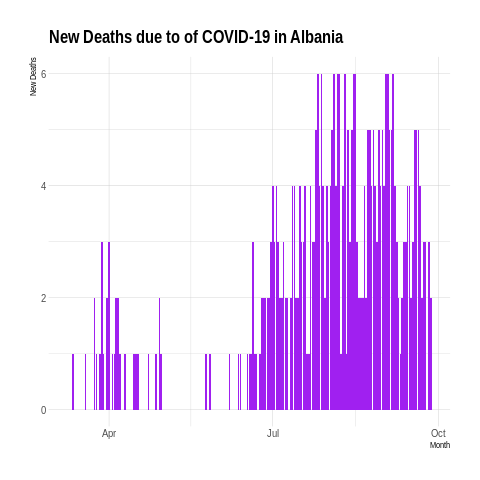 New Deaths due to of COVID-19 in Albania
New Deaths
6
4
2
0
Apr
Jul
Oct
Month